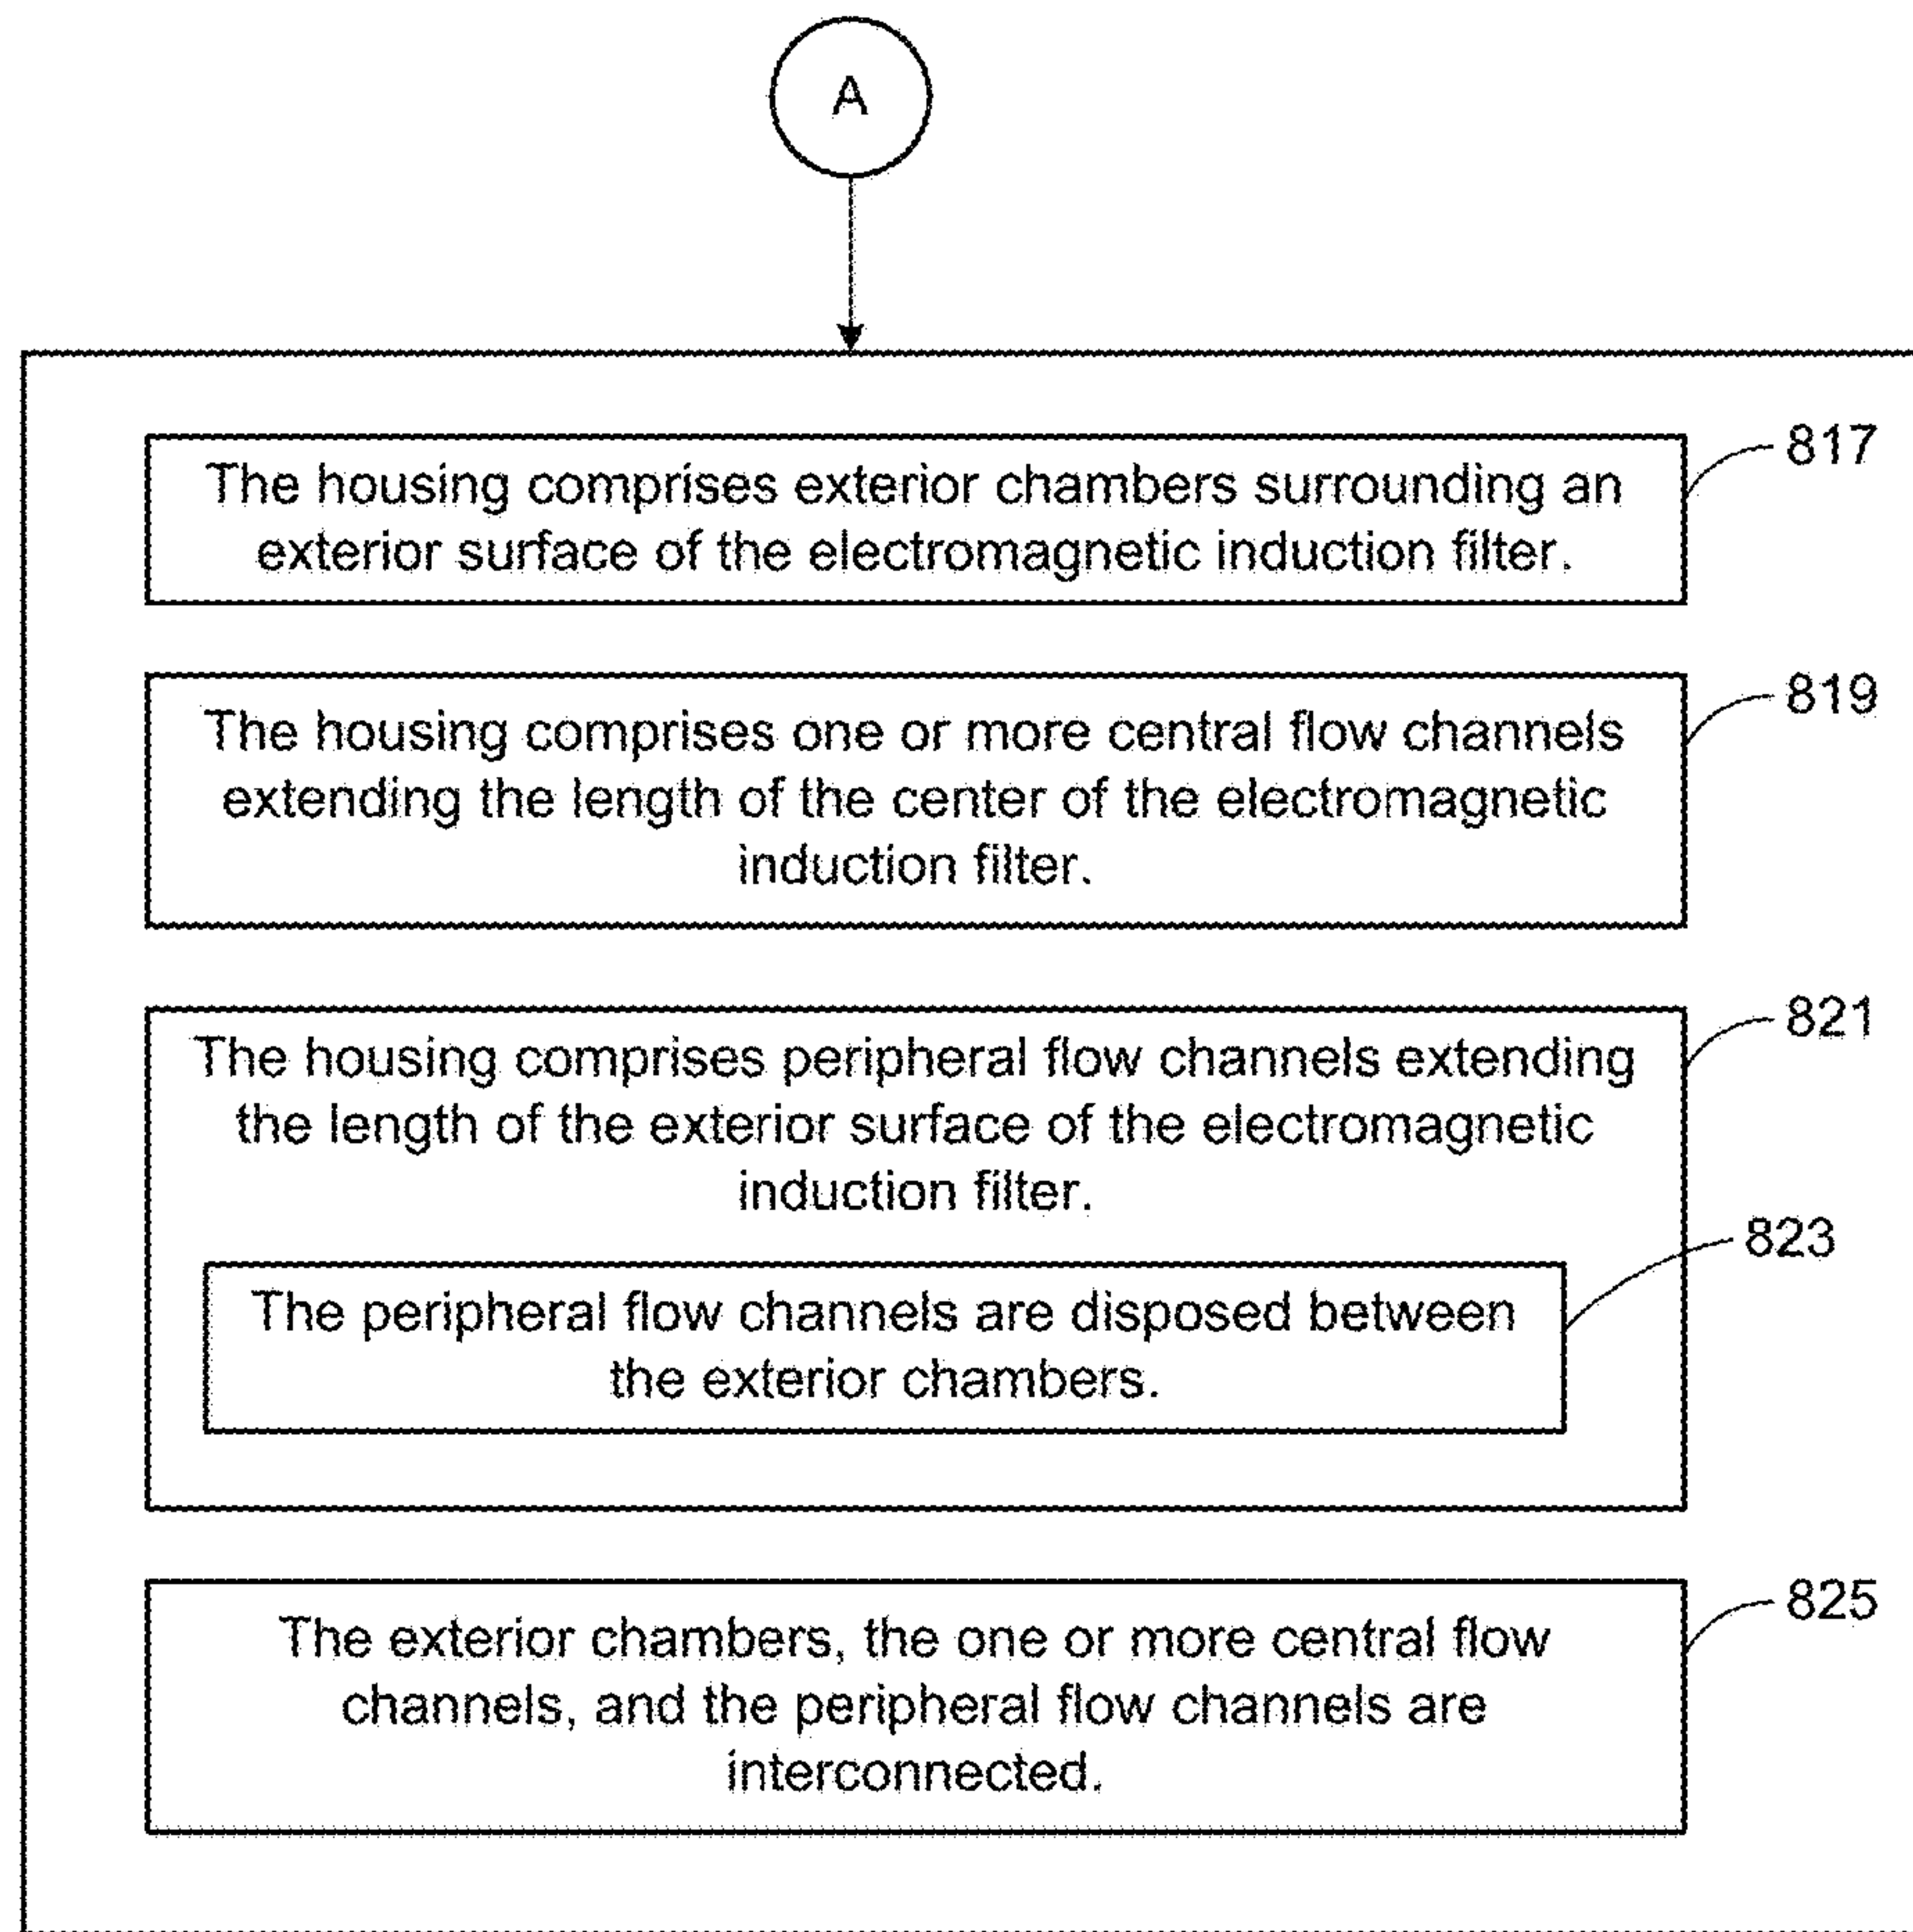 A
817
The housing comprises exterior chambers surrounding an
exterior surface of the electromagnetic induction filter.
819
The housing comprises one or more central flow channels
extending the length of the center of the electromagnetic
induction filter.
821
The housing comprises peripheral flow channels extending
the length of the exterior surface of the electromagnetic
induction filter.
823
The peripheral flow channels are disposed between
the exterior chambers.
825
The exterior chambers, the one or more central flow
channels, and the peripheral flow channels are
interconnected.